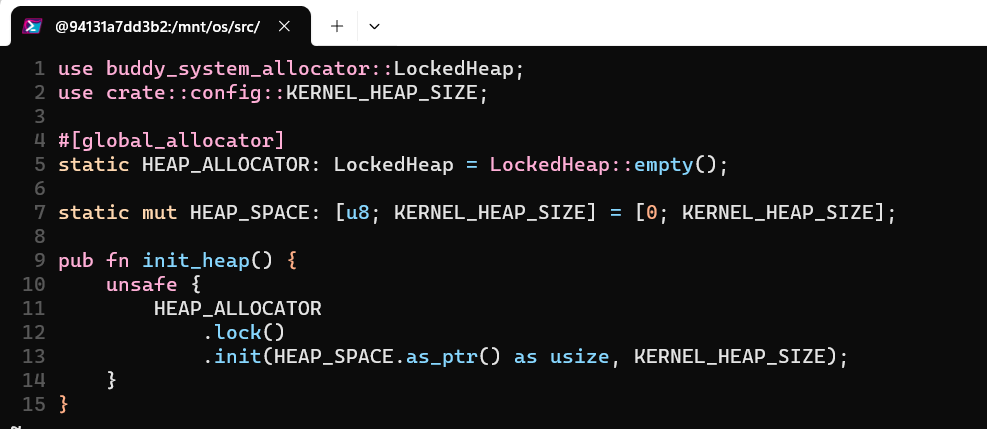 @94131a7dd3b2:/mnt/os/src/
1 use buddy_system_allocator::LockedHeap;
2 use crate::config::KERNEL_HEAP_SIZE;
3
4 #[global_allocator]
5 static HEAP_ALLOCATOR: LockedHeap = LockedHeap::empty();
6
7 static mut HEAP_SPACE: [u8; KERNEL_HEAP_SIZE] = [0; KERNEL_HEAP_SIZE];
8
9 pub fn init_heap() {
10     unsafe {
11         HEAP_ALLOCATOR
12             .lock()
13             .init(HEAP_SPACE.as_ptr() as usize, KERNEL_HEAP_SIZE);
14     }
15 }
~